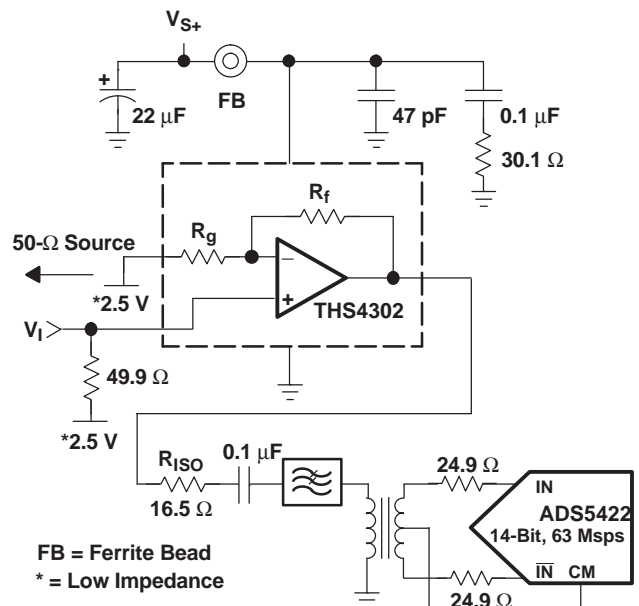 VS+
+
22 μF
FB
47 pF
0.1 μF
30.1 Ω
Rf
Rg
50-Ω Source
*2.5 V
−
+
THS4302
VI
49.9 Ω
*2.5 V
RISO
0.1 μF
16.5 Ω
24.9 Ω
IN
ADS5422
14-Bit, 63 Msps
IN CM
24.9 Ω
FB = Ferrite Bead
* = Low Impedance